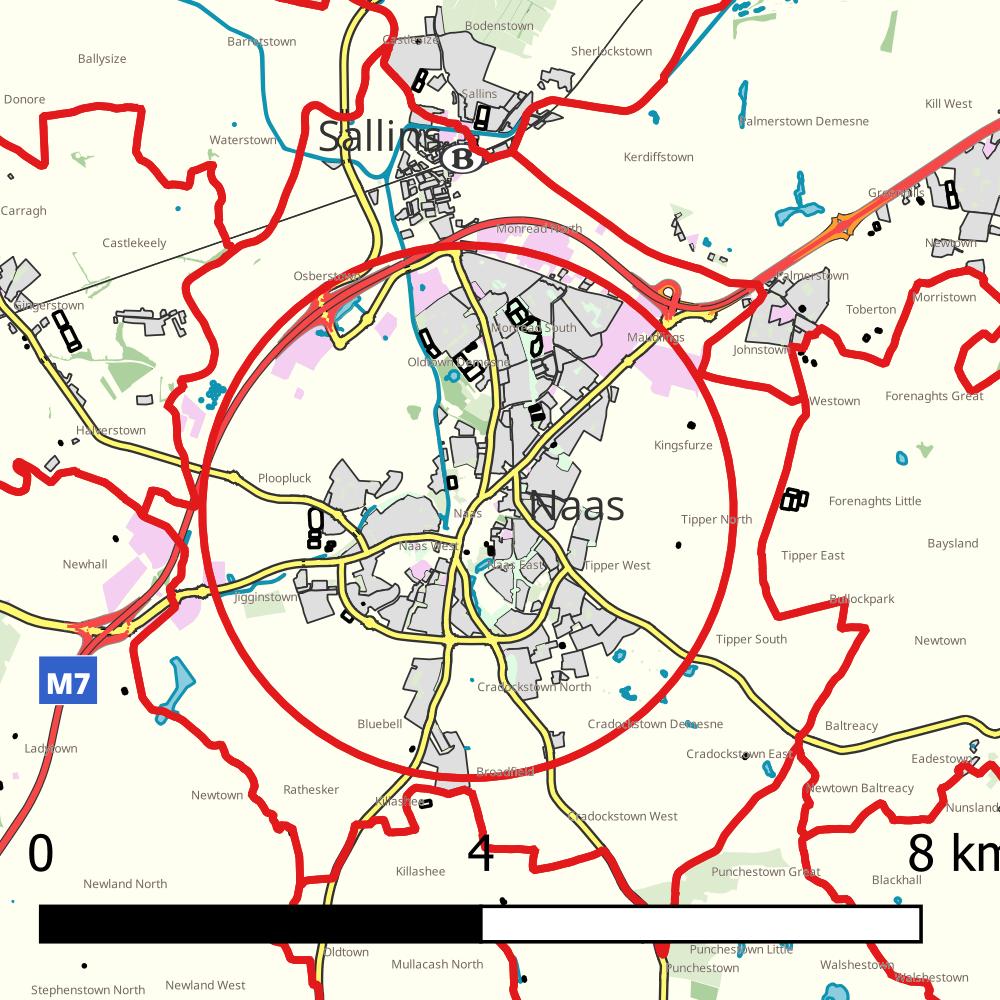 Bodenstown
Castlesize
Barretstown
Sherlockstown
Ballysize
Donore
Sallins
Kill West
Palmerstown Demesne
Waterstown
Sallins
B
Kerdiffstown
Greenhills
Carragh
Castlekeely
Monread North
Newtown
Osberstown
Palmerstown
Gingerstown
Morristown
Toberton
Monread South
Maudlings
Johnstown
Oldtown Demesne
Westown
Forenaghts Great
Halverstown
Kingsfurze
Ploopluck
Naas
Forenaghts Little
Naas
Tipper North
Naas West
Baysland
Tipper East
Newhall
Naas East
Tipper West
Jigginstown
Bullockpark
Tipper South
Newtown
M7
Cradockstown North
Bluebell
Cradockstown Demesne
Baltreacy
Ladytown
Cradockstown East
Eadestown
Broadfield
Rathesker
Newtown
Newtown Baltreacy
Killashee
Nunsland
Cradockstown West
0
4
8 km
Killashee
Punchestown Great
Newland North
Blackhall
Oldtown
Punchestown Little
Mullacash North
Punchestown
Walshestown
Walshestown
Newland West
Stephenstown North